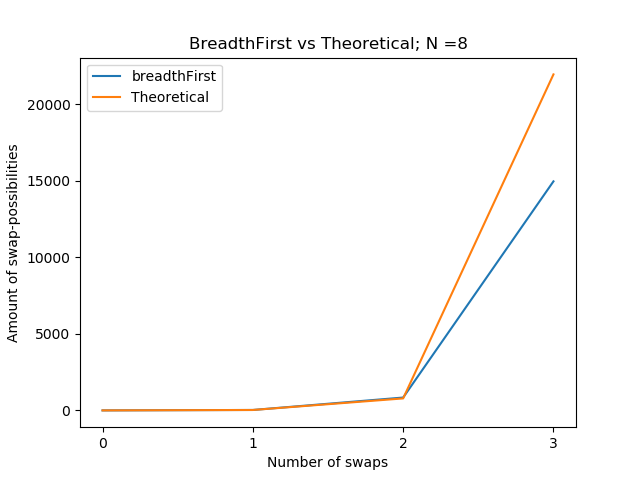 BreadthFirst vs Theoretical; N =8
breadthFirst
Theoretical
Amount of swap-possibilities
20000
15000
10000
5000
0
0 1 2 3
Number of swaps